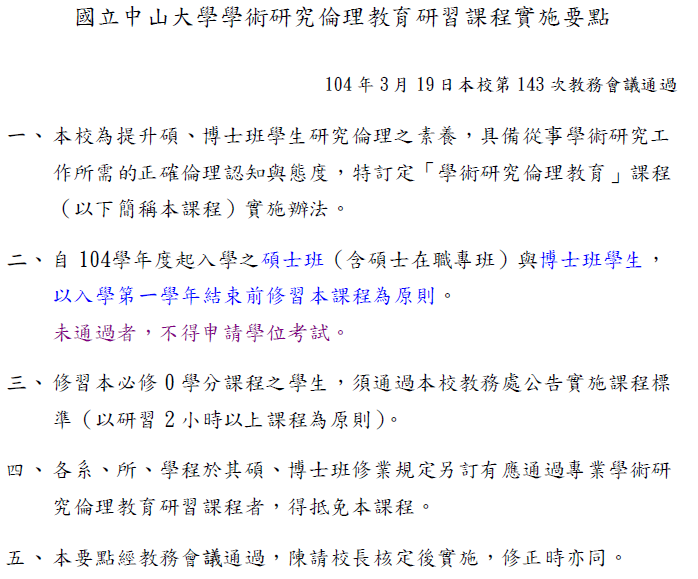 國立中山大學學術研究倫理教育研習課程實施要點
104 年 3 月 19 日本校第 143 次教務會議通過
一、本校為提升碩、博士班學生研究倫理之素養，具備從事學術研究工
作所需的正確倫理認知與態度，特訂定「學術研究倫理教育」課程
（以下簡稱本課程）實施辦法。
二、自 104學年度起入學之碩士班（含碩士在職專班）與博士班學生，
以入學第一學年結束前修習本課程為原則。
未通過者，不得申請學位考試。
三、修習本必修 0 學分課程之學生，須通過本校教務處公告實施課程標
準（以研習 2 小時以上課程為原則)。
四、各系、所、學程於其碩、博士班修業規定另訂有應通過專業學術研
究倫理教育研習課程者，得抵免本課程。
五、本要點經教務會議通過，陳請校長核定後實施，修正時亦同。